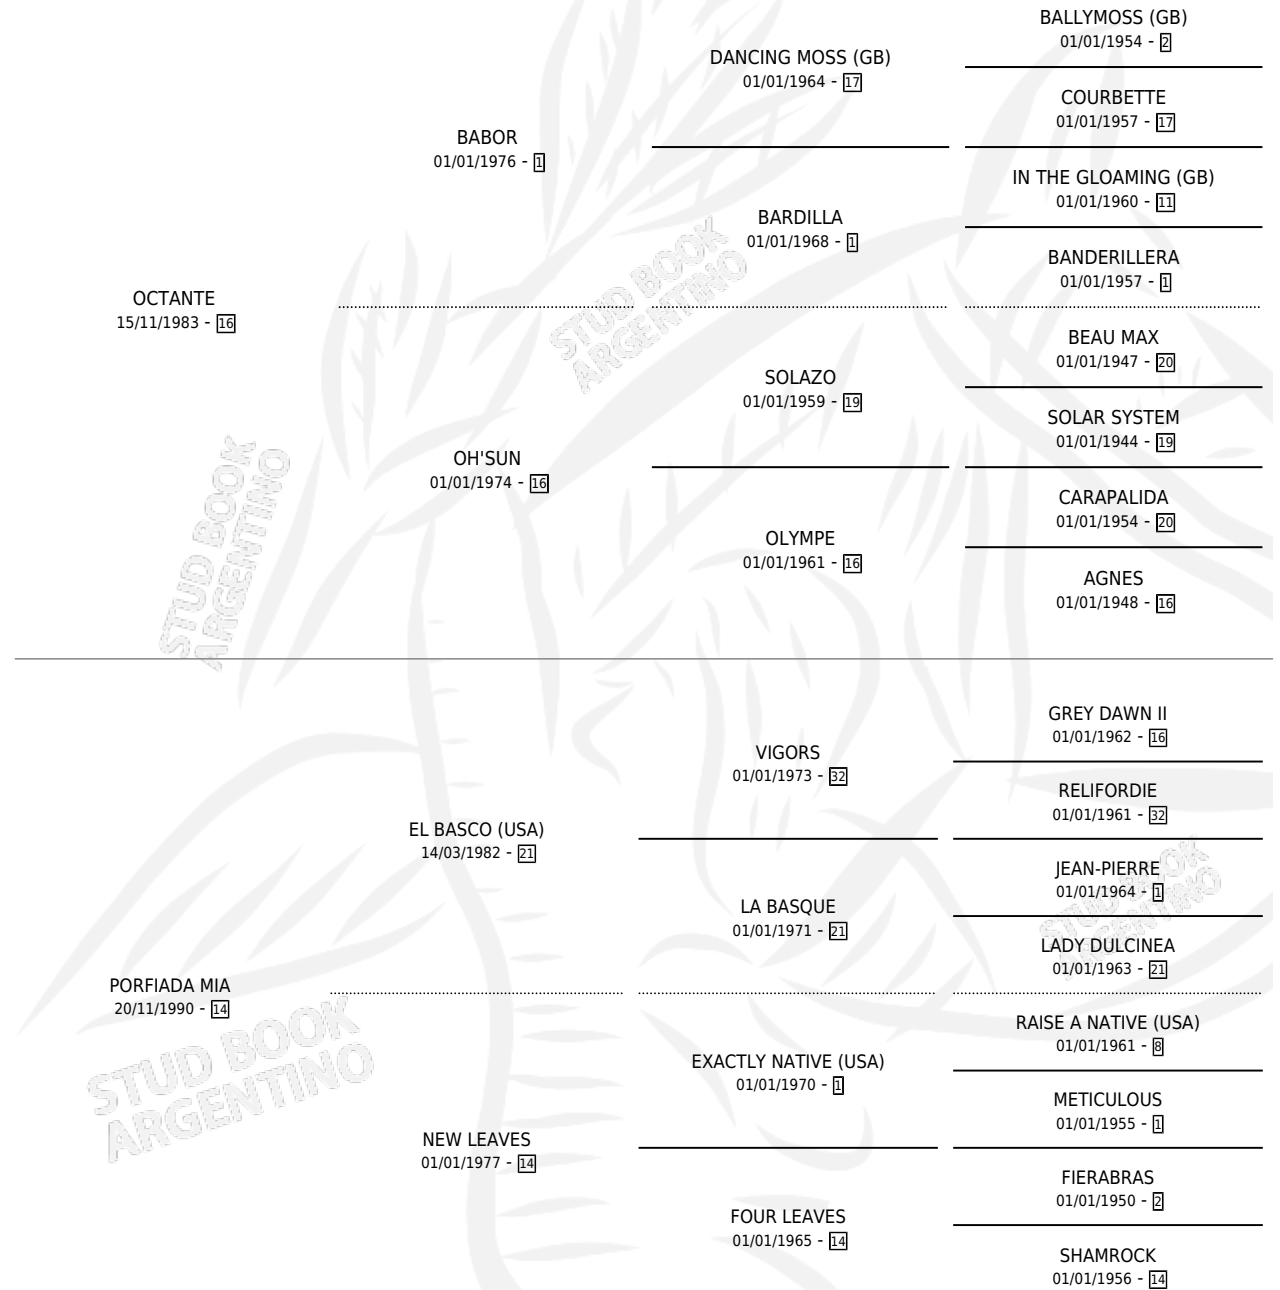 BALLYMOSS (GB)
01/01/1954 - 2
DANCING MOSS (GB)
01/01/1964 - 17
COURBETTE
01/01/1957 - 17
BABOR
01/01/1976 - 1
IN THE GLOAMING (GB)
01/01/1960 - 11
BARDILLA
01/01/1968 - 1
BANDERILLERA
01/01/1957 - 1
OCTANTE
15/11/1983 - 16
BEAU MAX
01/01/1947 - 20
SOLAZO
01/01/1959 - 19
SOLAR SYSTEM
01/01/1944 - 19
OH'SUN
01/01/1974 - 16
CARAPALIDA
01/01/1954 - 20
OLYMPE
01/01/1961 - 16
AGNES
01/01/1948 - 16
STUD BOOK
ARGENTINO
STUD BOOK
ARGENTINO
GREY DAWN II
01/01/1962 - 16
VIGORS
01/01/1973 - 32
RELIFORDIE
01/01/1961 - 32
EL BASCO (USA)
14/03/1982 - 21
JEAN-PIERRE
01/01/1964 - 1
LA BASQUE
01/01/1971 - 21
LADY DULCINEA
01/01/1963 - 21
PORFIADA MIA
20/11/1990 - 14
RAISE A NATIVE (USA)
01/01/1961 - 8
EXACTLY NATIVE (USA)
01/01/1970 - 1
METICULOUS
01/01/1955 - 1
NEW LEAVES
01/01/1977 - 14
FIERABRAS
01/01/1950 - 2
FOUR LEAVES
01/01/1965 - 14
SHAMROCK
01/01/1956 - 14
STUD BOOK
ARGENTINO
STUD BOOK
ARGENTINO